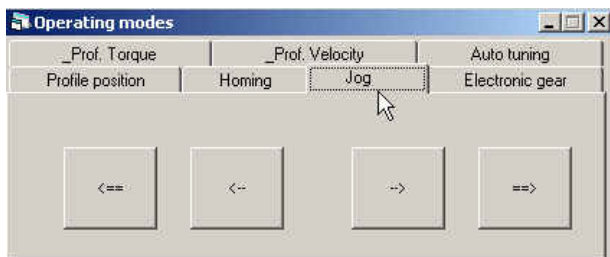 Operating modes
_Prof. Torque _Prof. Velocity Auto tuning
Profile position Homing Jog Electronic gear
<== <-- --> ==>